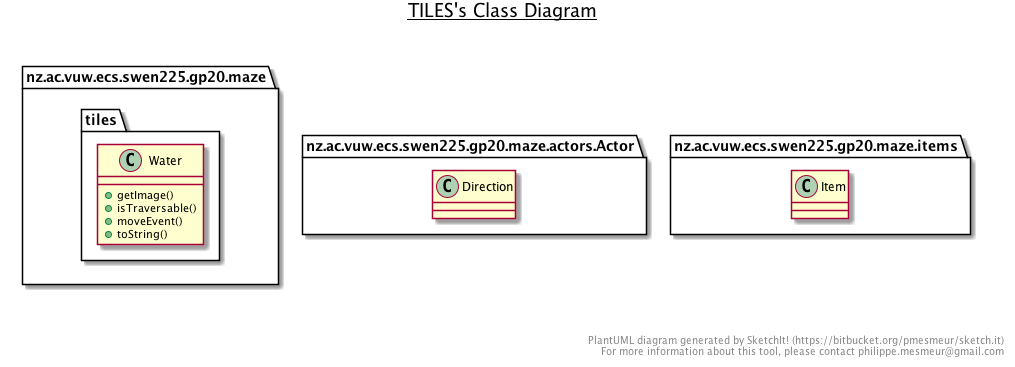 TILES's Class Diagram
nz.ac.vuw.ecs.swen225.gp20.maze
tiles
C Water
getImage()
isTraversable()
moveEvent()
toString()
nz.ac.vuw.ecs.swen225.gp20.maze.actors.Actor
C Direction
nz.ac.vuw.ecs.swen225.gp20.maze.items
C Item
PlantUML diagram generated by SketchIt! (https://bitbucket.org/pmesmeur/sketch.it)
For more information about this tool, please contact philippe.mesmeur@gmail.com